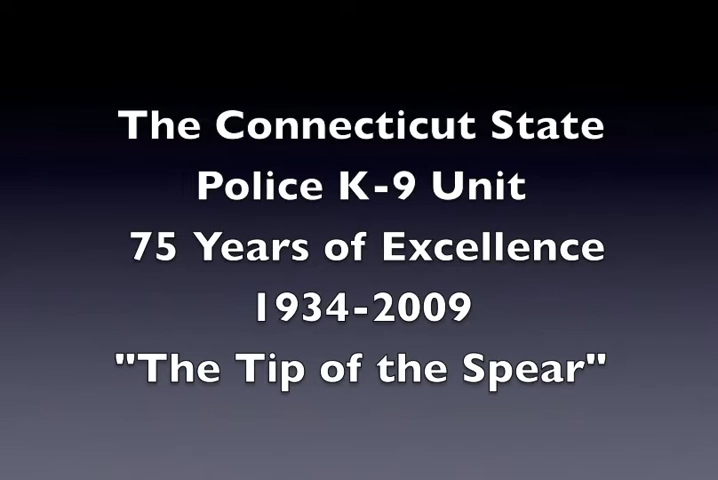 The Connecticut State
Police K-9 Unit
75 Years of Excellence
1934-2009
"The Tip of the Spear"